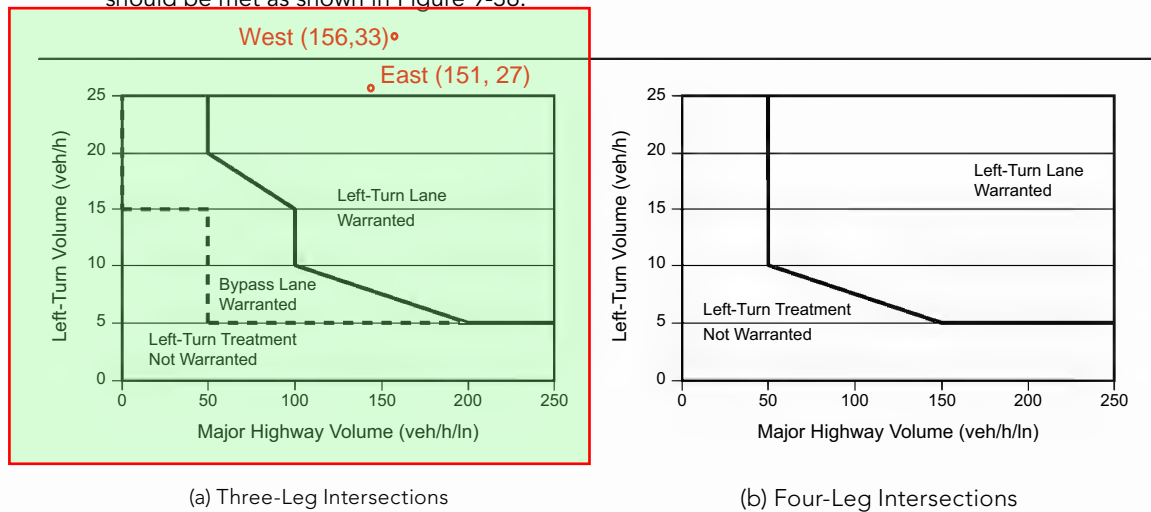 should be met as shown in Figure 9-36.
West (156,33)
East (151, 27)
25
20
15
10
5
0
Left-Turn Volume (veh/h)
Left-Turn Lane
Warranted
Bypass Lane
Warranted
Left-Turn Treatment
Not Warranted
0 50 100 150 200 250
Major Highway Volume (veh/h/ln)
(a) Three-Leg Intersections
25
20
15
10
5
0
Left-Turn Volume (veh/h)
Left-Turn Lane
Warranted
Left-Turn Treatment
Not Warranted
0 50 100 150 200 250
Major Highway Volume (veh/h/ln)
(b) Four-Leg Intersections